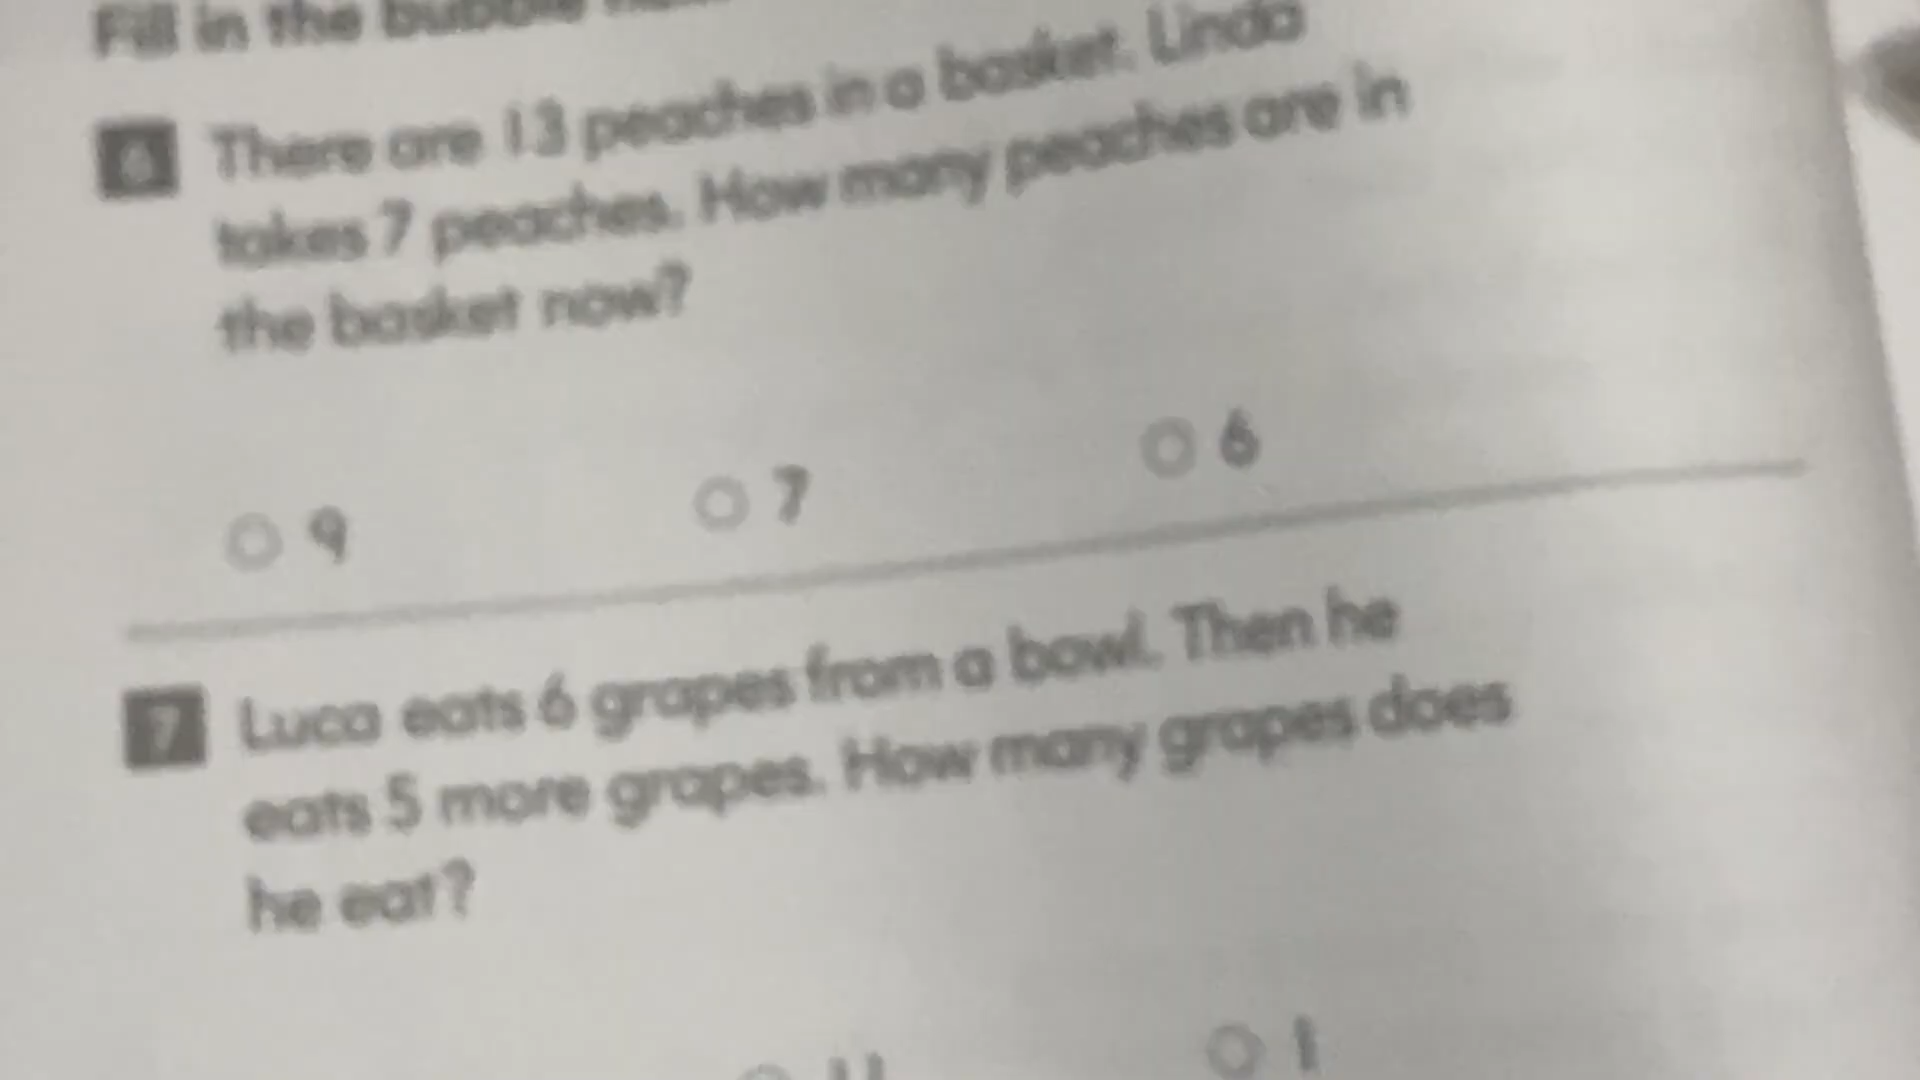 Fill in the bubble
6 There are 13 peaches in a basket. Linda
takes 7 peaches. How many peaches are in
the basket now?
9 7 6
7 Luca eats 6 grapes from a bowl. Then he
eats 5 more grapes. How many grapes does
he eat?
11 1